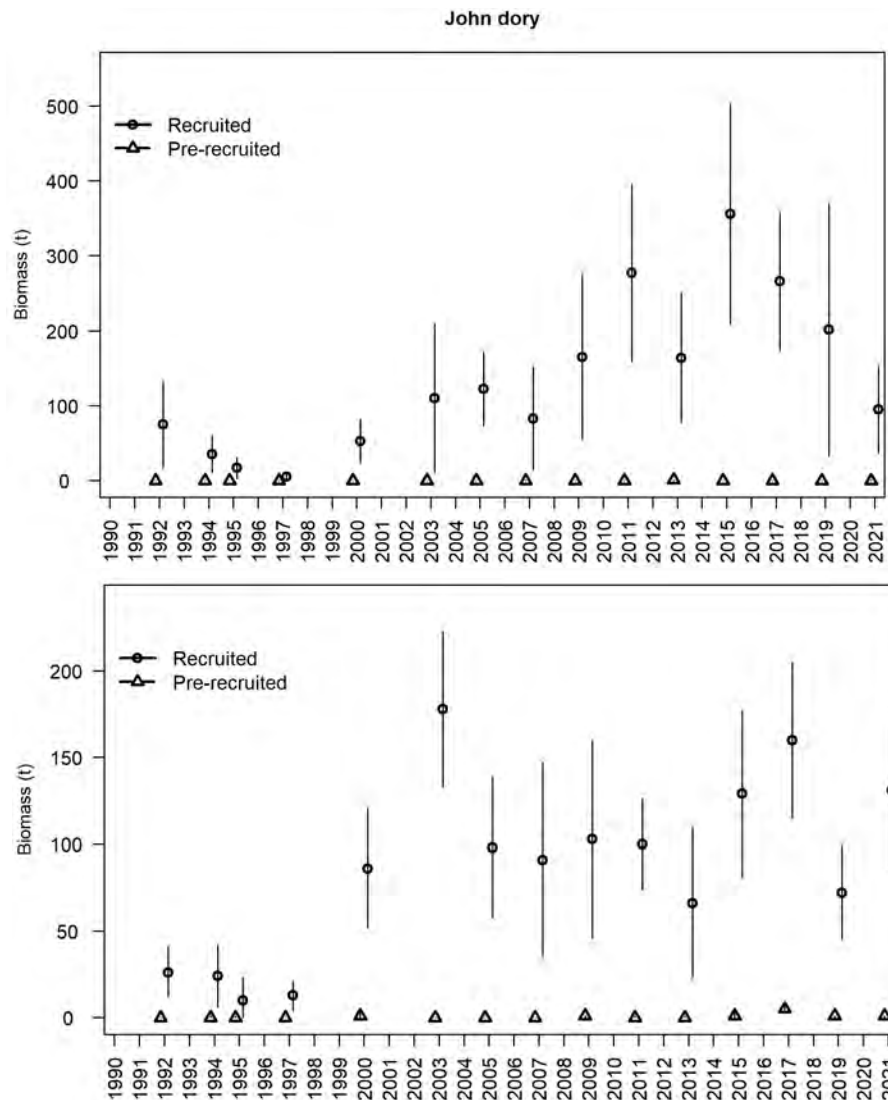 John dory
Biomass (t)
500
400
300
200
100
0
Recruited
Pre-recruited
1990 1991 1992 1993 1994 1995 1996 1997 1998 1999 2000 2001 2002 2003 2004 2005 2006 2007 2008 2009 2010 2011 2012 2013 2014 2015 2016 2017 2018 2019 2020 2021
Biomass (t)
200
150
100
50
0
Recruited
Pre-recruited
1990 1991 1992 1993 1994 1995 1996 1997 1998 1999 2000 2001 2002 2003 2004 2005 2006 2007 2008 2009 2010 2011 2012 2013 2014 2015 2016 2017 2018 2019 2020 2021